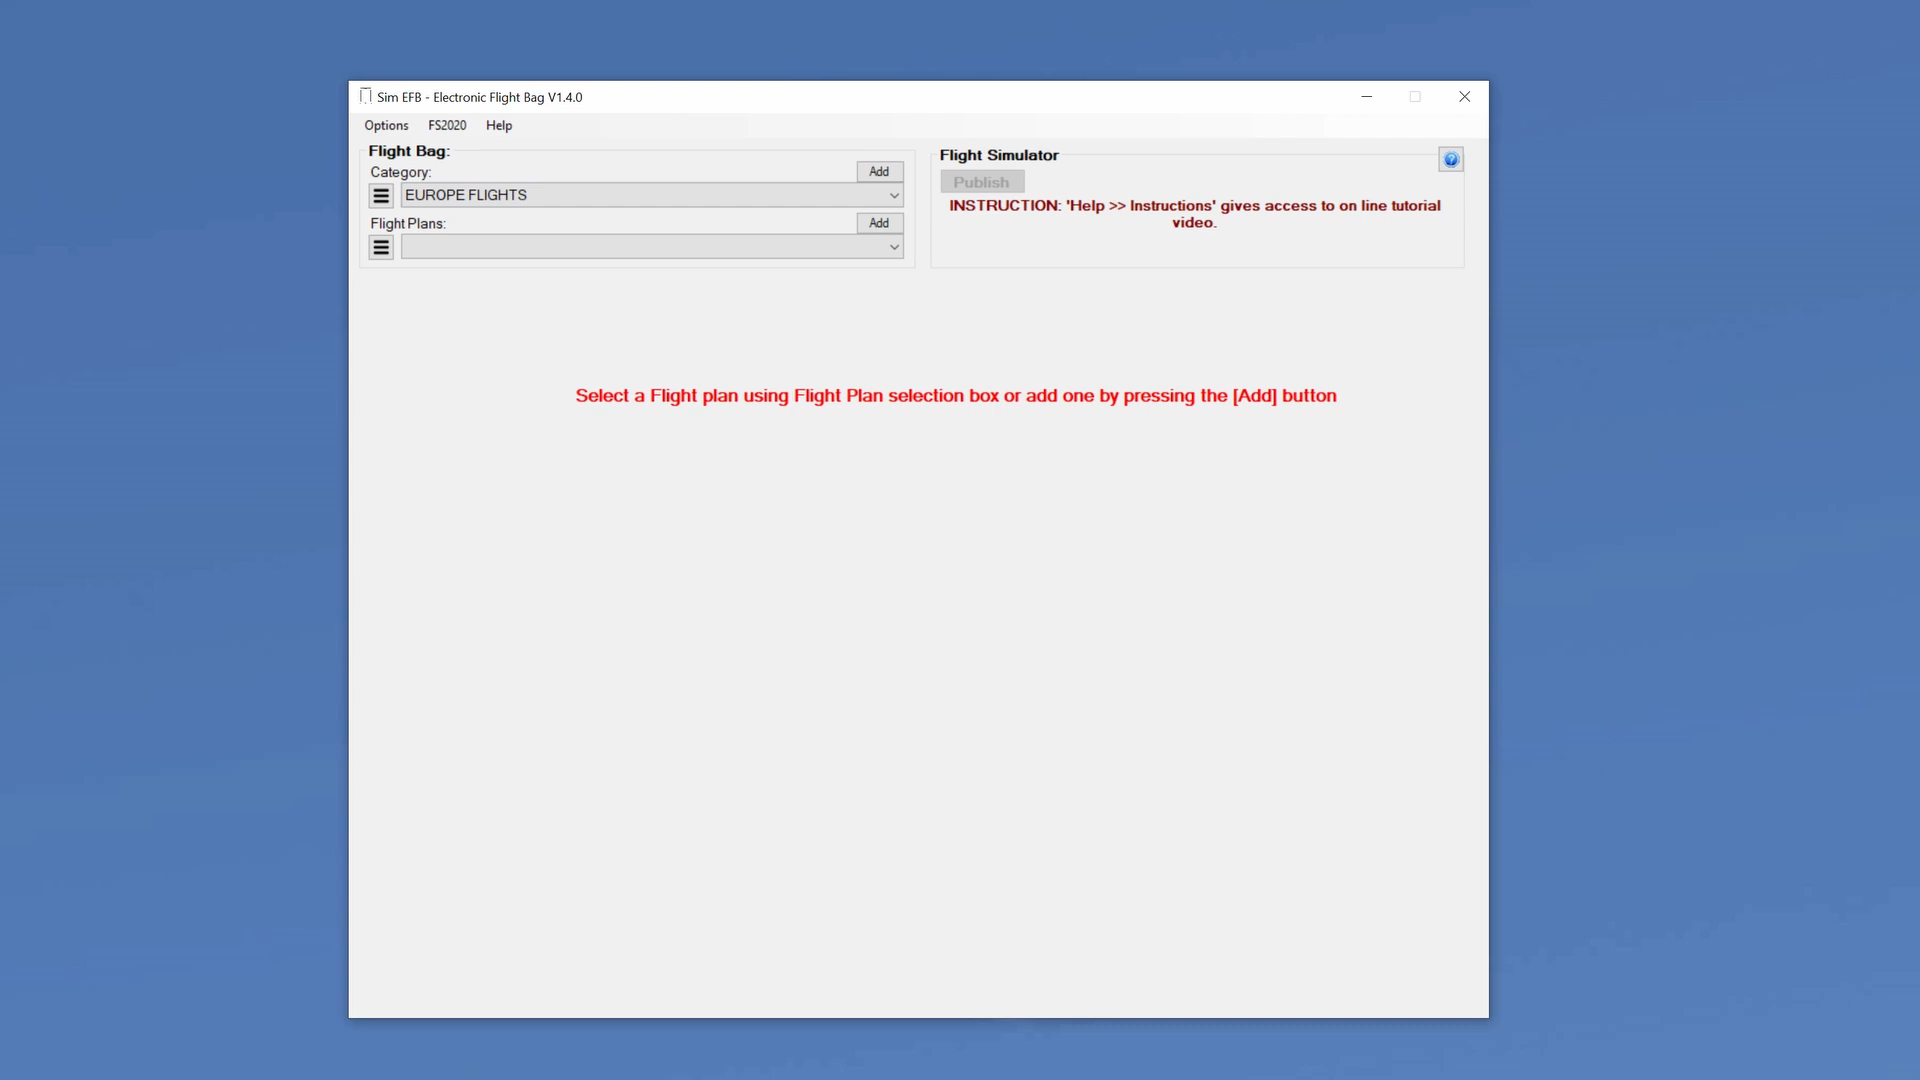 Sim EFB - Electronic Flight Bag V1.4.0
Options FS2020 Help
Flight Bag:
Category:
Add
EUROPE FLIGHTS
Flight Plans:
Add
Flight Simulator
Publish
INSTRUCTION: 'Help >> Instructions' gives access to on line tutorial
video.
Select a Flight plan using Flight Plan selection box or add one by pressing the [Add] button